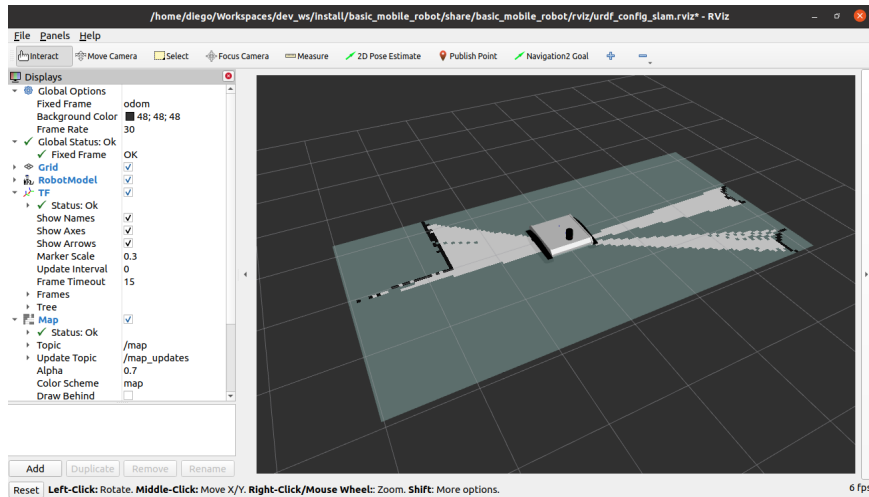 /home/diego/Workspaces/dev_ws/install/basic_mobile_robot/share/basic_mobile_robot/rviz/urdf_config_slam.rviz* - RViz
File Panels Help
Interact Move Camera Select Focus Camera Measure 2D Pose Estimate Publish Point Navigation2 Goal
Displays
Global Options
Fixed Frame odom
Background Color 48; 48; 48
Frame Rate 30
Global Status: Ok
Fixed Frame OK
Grid
RobotModel
TF
Status: Ok
Show Names
Show Axes
Show Arrows
Marker Scale 0.3
Update Interval 0
Frame Timeout 15
Frames
Tree
Map
Status: Ok
Topic /map
Update Topic /map_updates
Alpha 0.7
Color Scheme map
Draw Behind
Add Duplicate Remove Rename
Reset Left-Click: Rotate. Middle-Click: Move X/Y. Right-Click/Mouse Wheel:: Zoom. Shift: More options. 6 fps